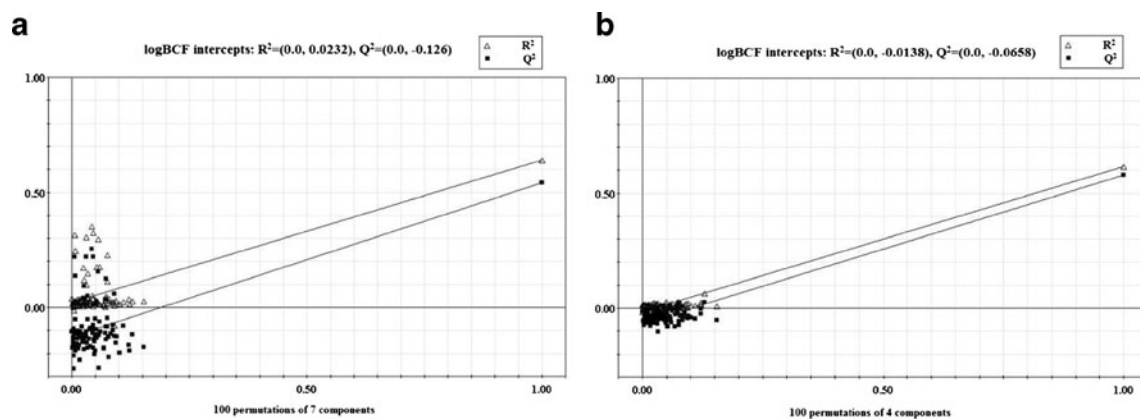 a
logBCF intercepts: R²=(0.0, 0.0232), Q²=(0.0, -0.126)
△ R²
■ Q²
1.00
0.50
0.00
0.00 0.50 1.00
100 permutations of 7 components
b
logBCF intercepts: R²=(0.0, -0.0138), Q²=(0.0, -0.0658)
△ R²
■ Q²
1.00
0.50
0.00
0.00 0.50 1.00
100 permutations of 4 components